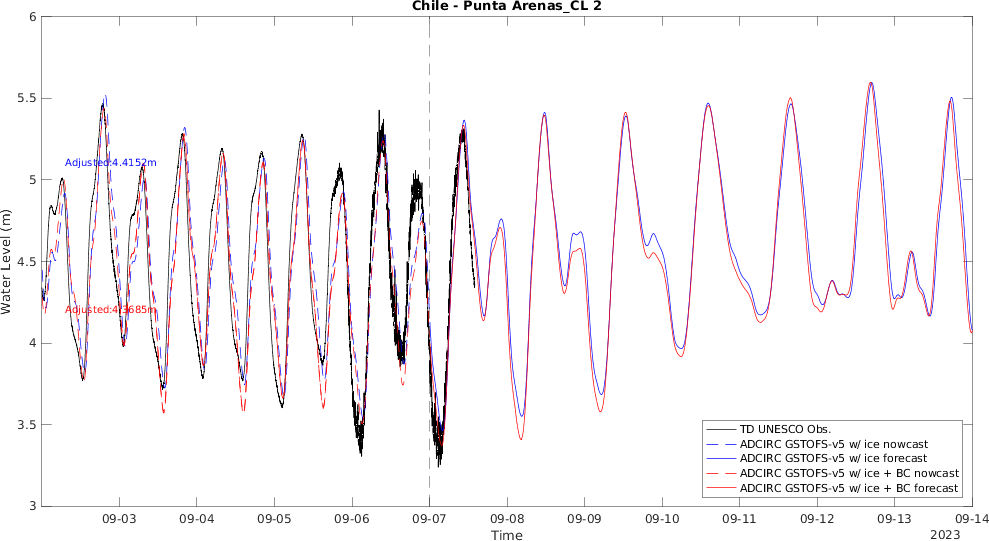 Chile - Punta Arenas_CL 2
6
5.5
5
4.5
4
3.5
3
Water Level (m)
Adjusted:4.4152m
Adjusted:4.3685m
TD UNESCO Obs.
ADCIRC GSTOFS-v5 w/ ice nowcast
ADCIRC GSTOFS-v5 w/ ice forecast
ADCIRC GSTOFS-v5 w/ ice + BC nowcast
ADCIRC GSTOFS-v5 w/ ice + BC forecast
09-03 09-04 09-05 09-06 09-07 09-08 09-09 09-10 09-11 09-12 09-13 09-14
Time
2023